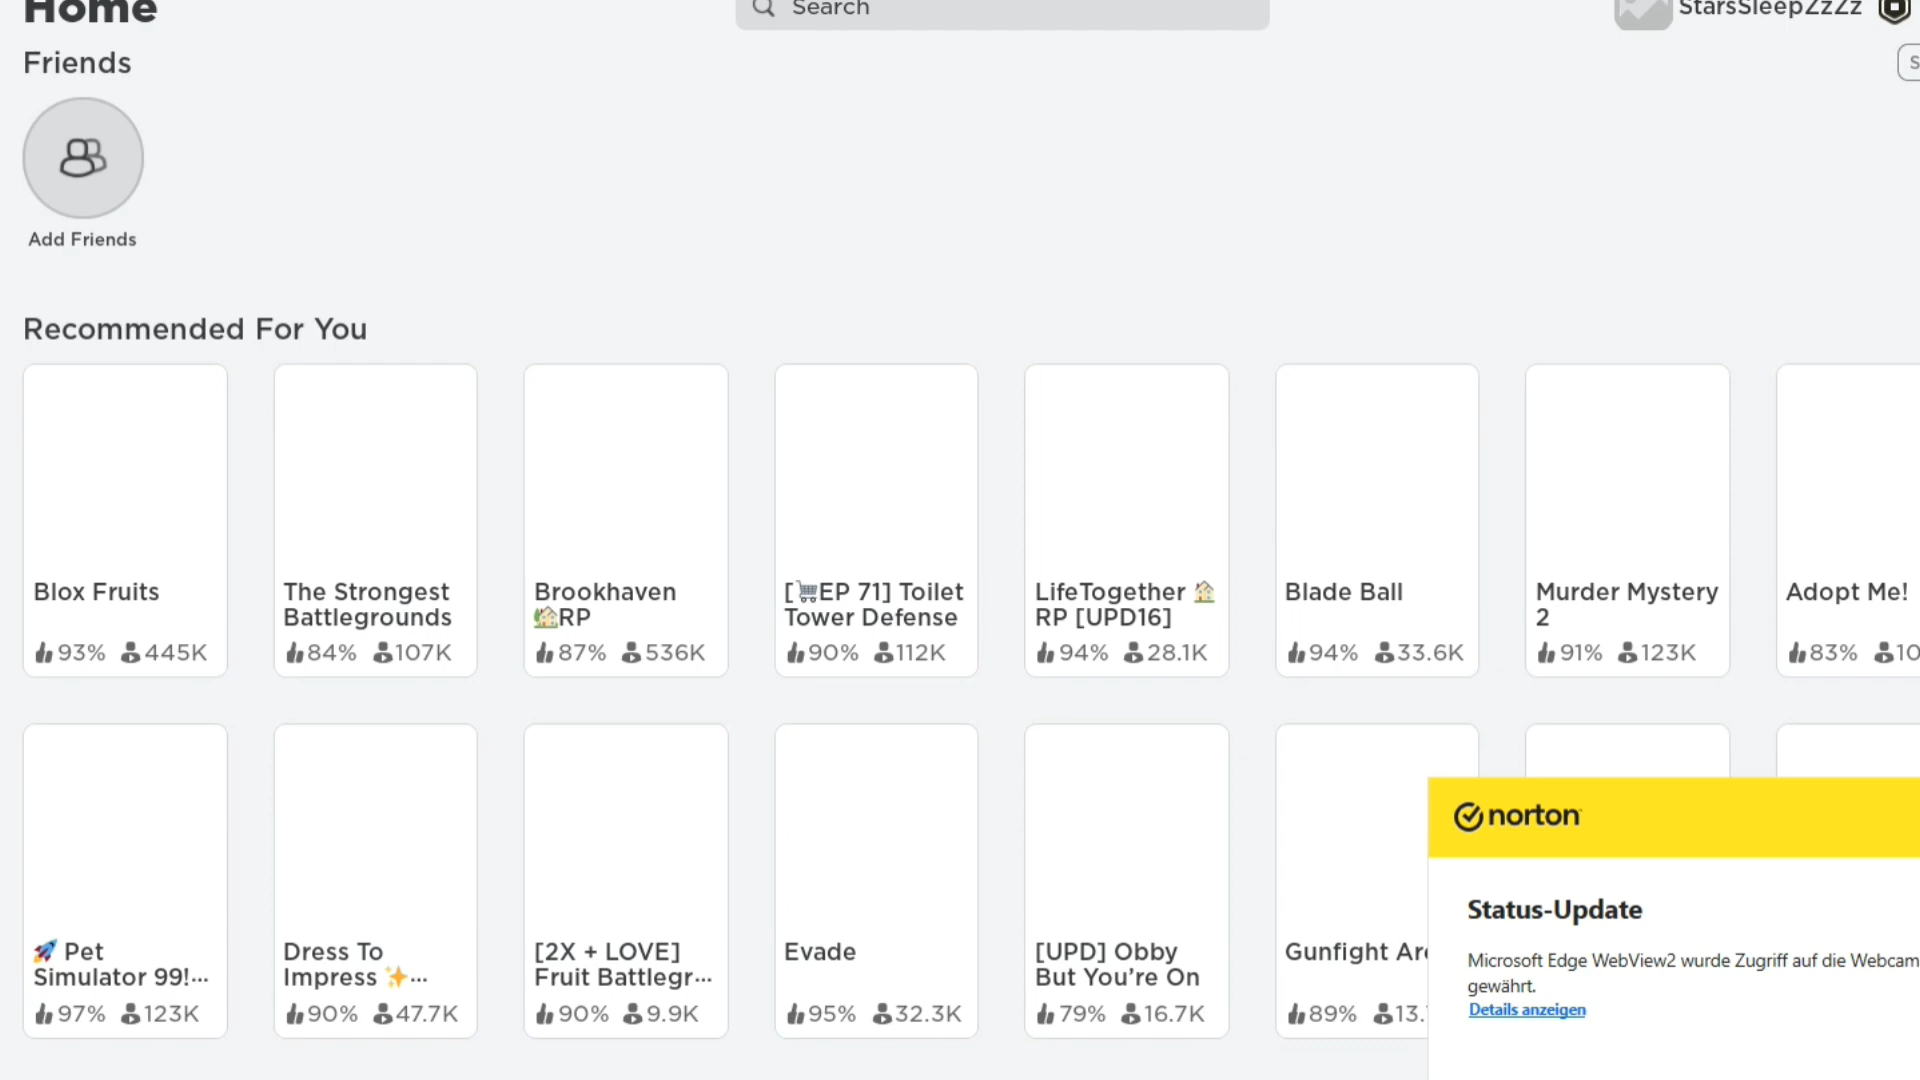 Home
Search
StarsSleepZzZz
Friends
S
Add Friends
Recommended For You
Blox Fruits
93% 445K
The Strongest
Battlegrounds
84% 107K
Brookhaven
🏡RP
87% 536K
[🛒EP 71] Toilet
Tower Defense
90% 112K
LifeTogether 🏠
RP [UPD16]
94% 28.1K
Blade Ball
94% 33.6K
Murder Mystery
2
91% 123K
Adopt Me!
83% 10
🚀 Pet
Simulator 99!...
97% 123K
Dress To
Impress ✨...
90% 47.7K
[2X + LOVE]
Fruit Battlegr...
90% 9.9K
Evade
95% 32.3K
[UPD] Obby
But You’re On
79% 16.7K
Gunfight Ar
89% 13.
norton
Status-Update
Microsoft Edge WebView2 wurde Zugriff auf die Webcam
gewährt.
Details anzeigen